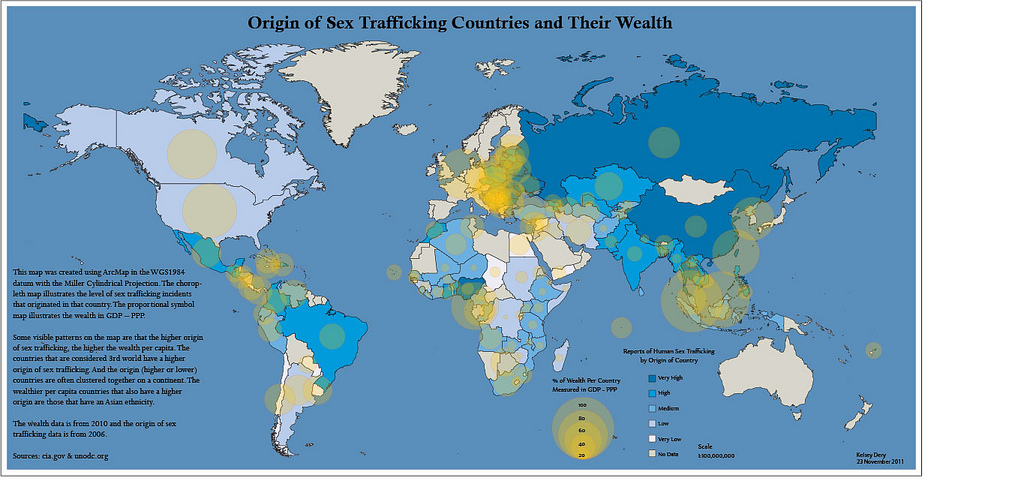 Origin of Sex Trafficking Countries and Their Wealth
This map was created using ArcMap in the WGS1984
datum with the Miller Cylindrical Projection. The chorop-
leth map illustrates the level of sex trafficking incidents
that originated in that country. The proportional symbol
map illustrates the wealth in GDP – PPP.
Some visible patterns on the map are that the higher origin
of sex trafficking, the higher the wealth per capita. The
countries that are considered 3rd world have a higher
origin of sex trafficking. And the origin (higher or lower)
countries are often clustered together on a continent. The
wealthier per capita countries that also have a higher
origin are those that have an Asian ethnicity.
The wealth data is from 2010 and the origin of sex
trafficking data is from 2006.
Sources: cia.gov & unodc.org
% of Wealth Per Country
Measured in GDP - PPP
100
80
60
40
20
Reports of Human Sex Trafficking
by Origin of Country
Very High
High
Medium
Low
Very Low
No Data
Scale
1:100,000,000
Kelsey Dery
23 November 2011